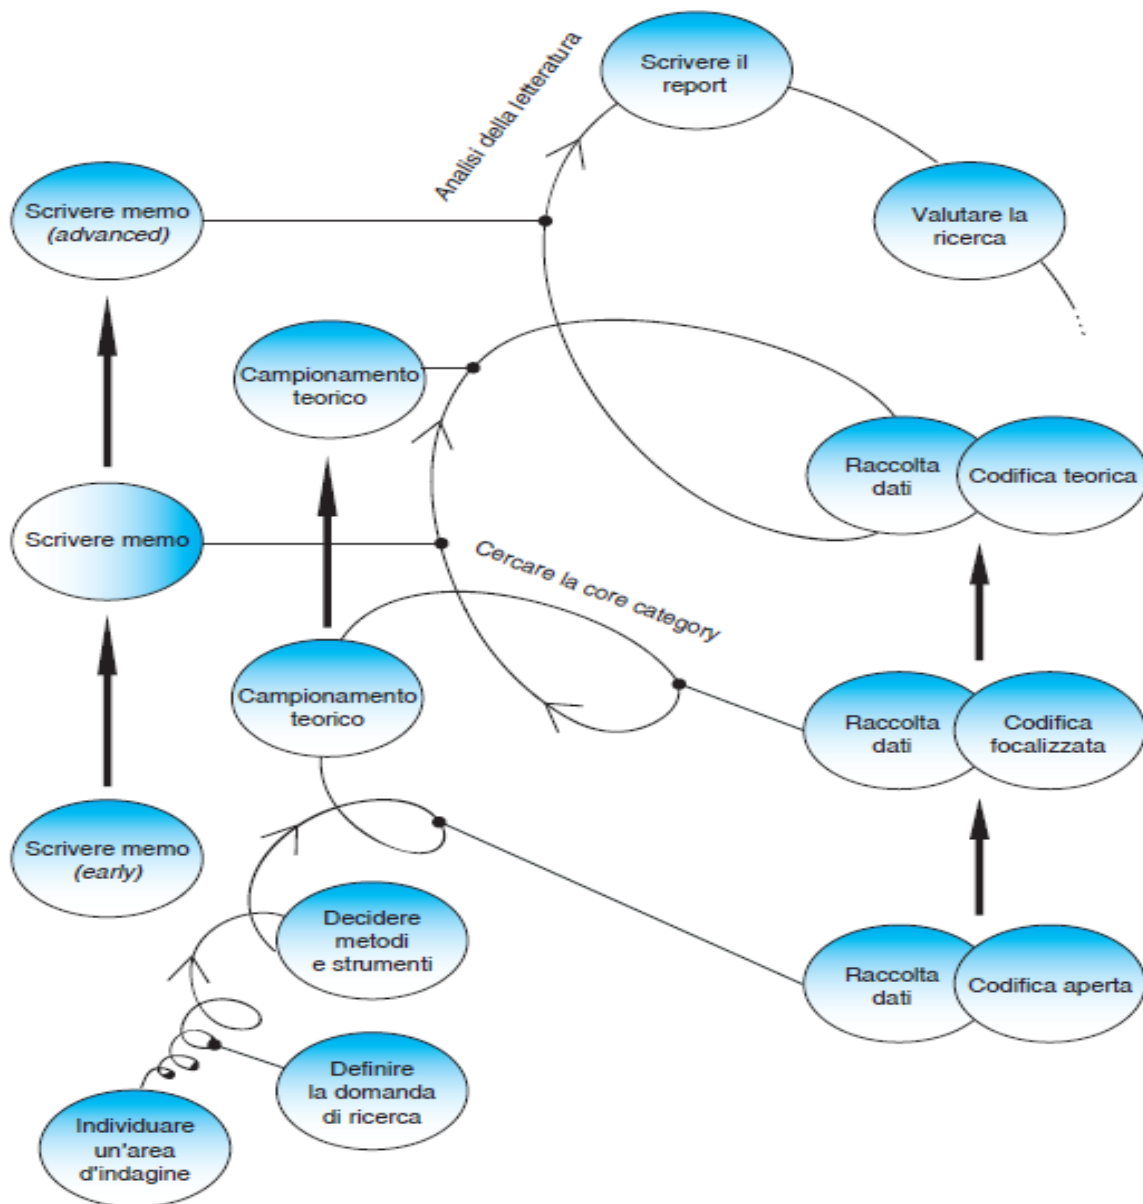 Scrivere il
report
Analisi della letteratura
Scrivere memo
(advanced)
Valutare la
ricerca
Campionamento
teorico
Raccolta
dati
Codifica teorica
Scrivere memo
Cercare la core category
Campionamento
teorico
Raccolta
dati
Codifica
focalizzata
Scrivere memo
(early)
Decidere
metodi
e strumenti
Raccolta
dati
Codifica aperta
Definire
la domanda
di ricerca
Individuare
un'area
d'indagine